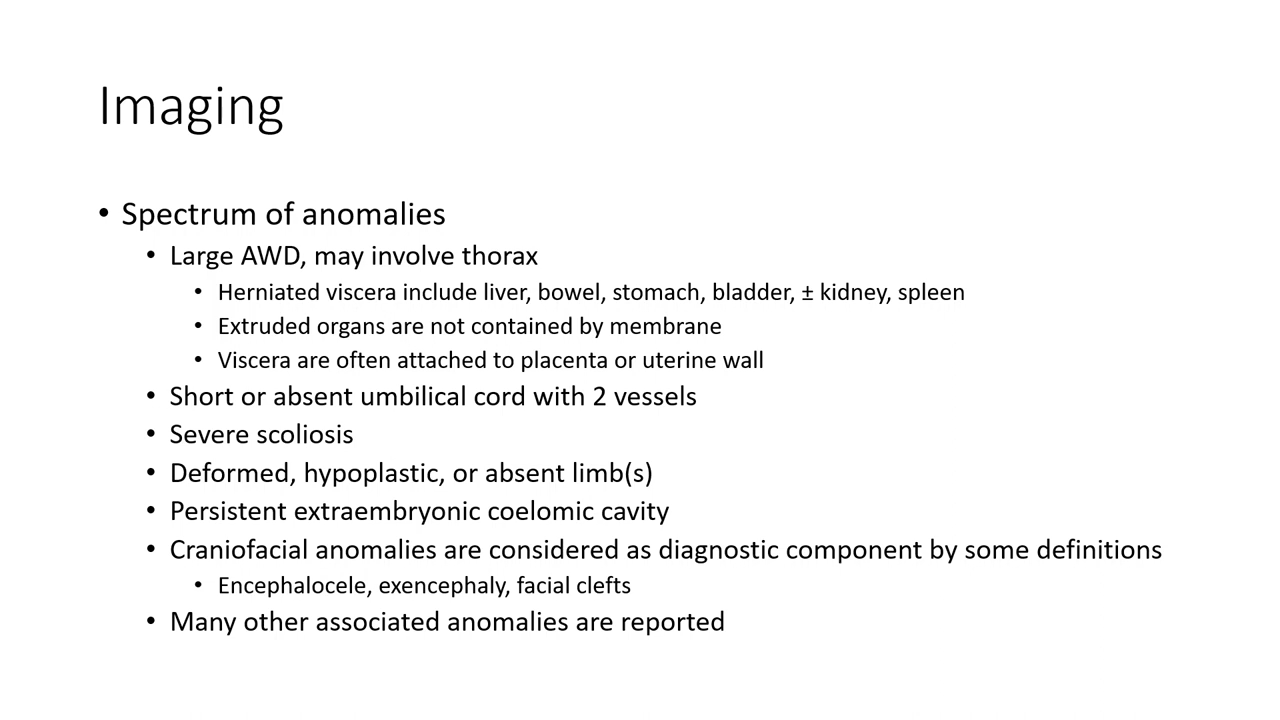 Imaging
• Spectrum of anomalies
• Large AWD, may involve thorax
• Herniated viscera include liver, bowel, stomach, bladder, ± kidney, spleen
• Extruded organs are not contained by membrane
• Viscera are often attached to placenta or uterine wall
• Short or absent umbilical cord with 2 vessels
• Severe scoliosis
• Deformed, hypoplastic, or absent limb(s)
• Persistent extraembryonic coelomic cavity
• Craniofacial anomalies are considered as diagnostic component by some definitions
• Encephalocele, exencephaly, facial clefts
• Many other associated anomalies are reported